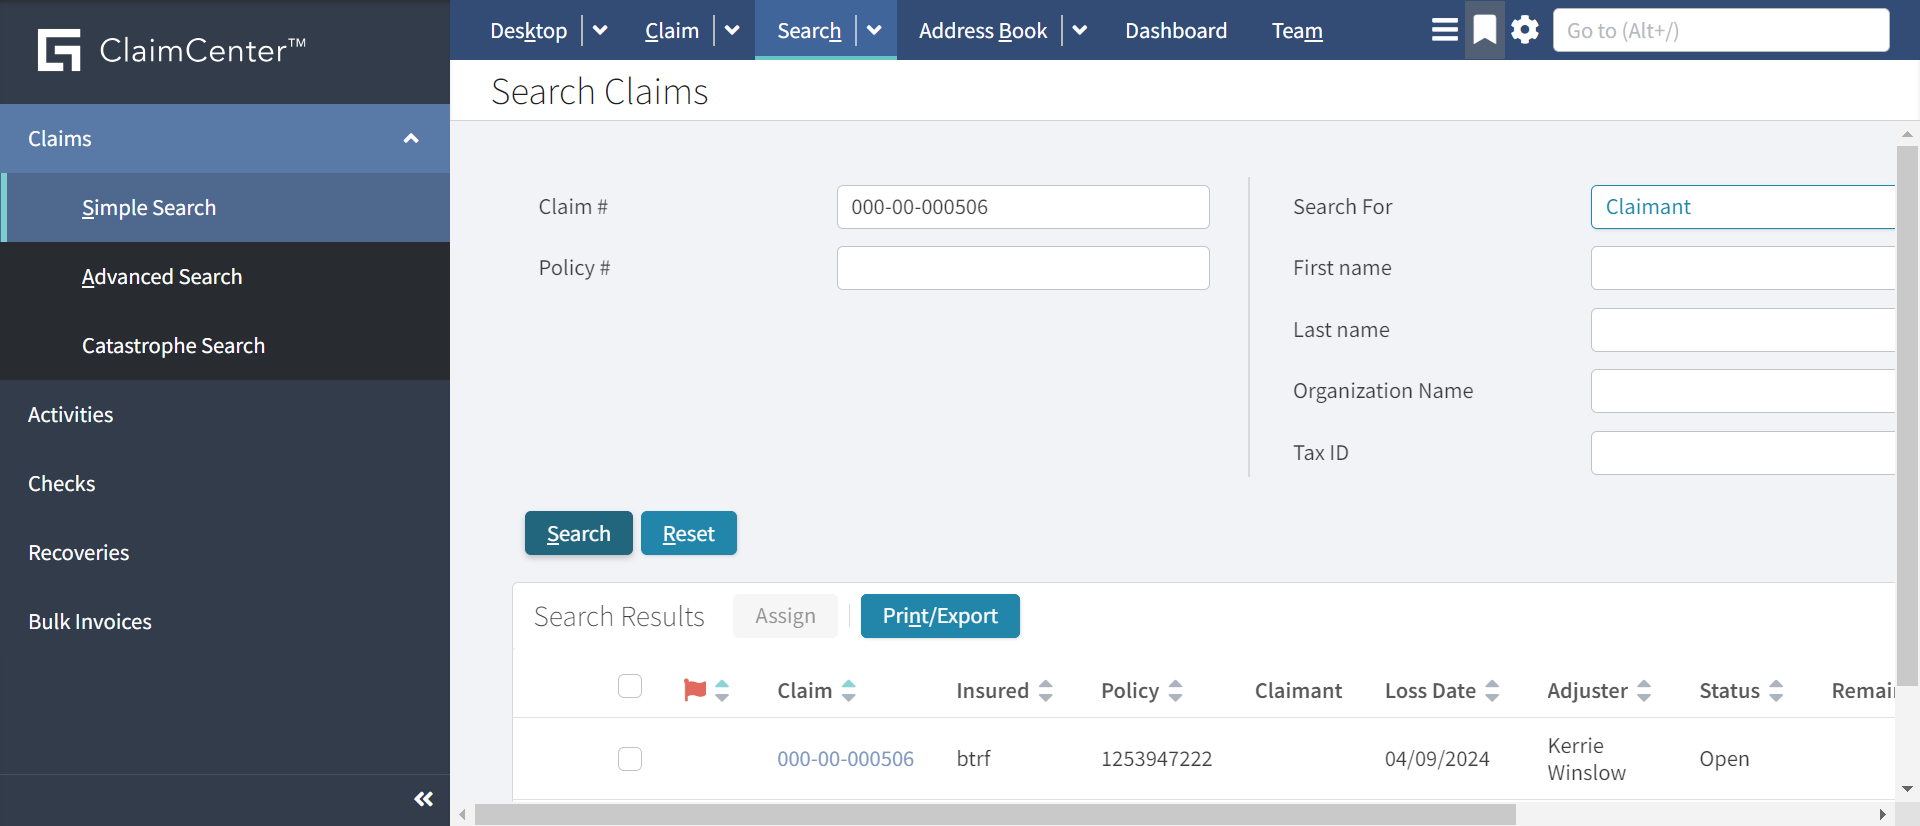 ClaimCenter™
Desktop Claim Search Address Book Dashboard Team Go to (Alt+/)
Search Claims
Claims
Simple Search
Advanced Search
Catastrophe Search
Activities
Checks
Recoveries
Bulk Invoices
Claim # 000-00-000506
Policy #
Search For Claimant
First name
Last name
Organization Name
Tax ID
Search Reset
Search Results Assign Print/Export
Claim Insured Policy Claimant Loss Date Adjuster Status Remai
000-00-000506 btrf 1253947222 04/09/2024 Kerrie Winslow Open